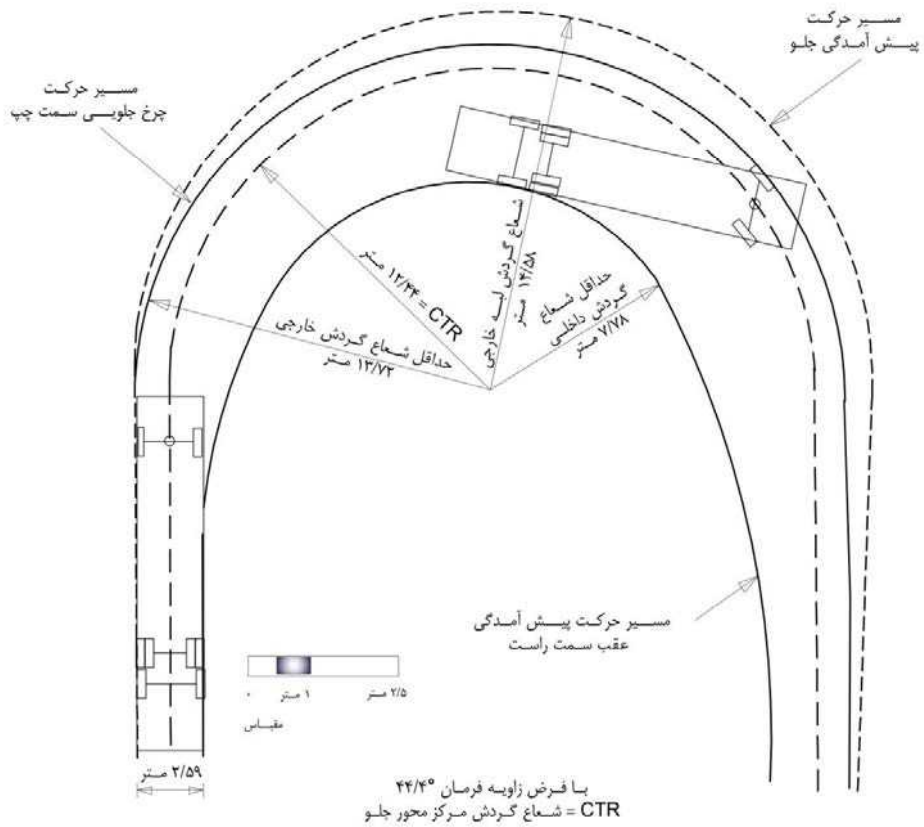 مسیر حرکت
پیش آمدگی جلو
مسیر حرکت
چرخ جلویی سمت چپ
شعاع گردش لبه خارجی
۱۴/۵۸ متر
CTR = ۱۲/۴۴ متر
حداقل شعاع
گردش داخلی
۷/۷۸ متر
حداقل شعاع گردش خارجی
۱۳/۷۲ متر
مسیر حرکت پیش آمدگی
عقب سمت راست
۰
۱ متر
۲/۵ متر
مقیاس
۲/۵۹ متر
با فرض زاویه فرمان ۴۴/۴°
CTR = شعاع گردش مرکز محور جلو